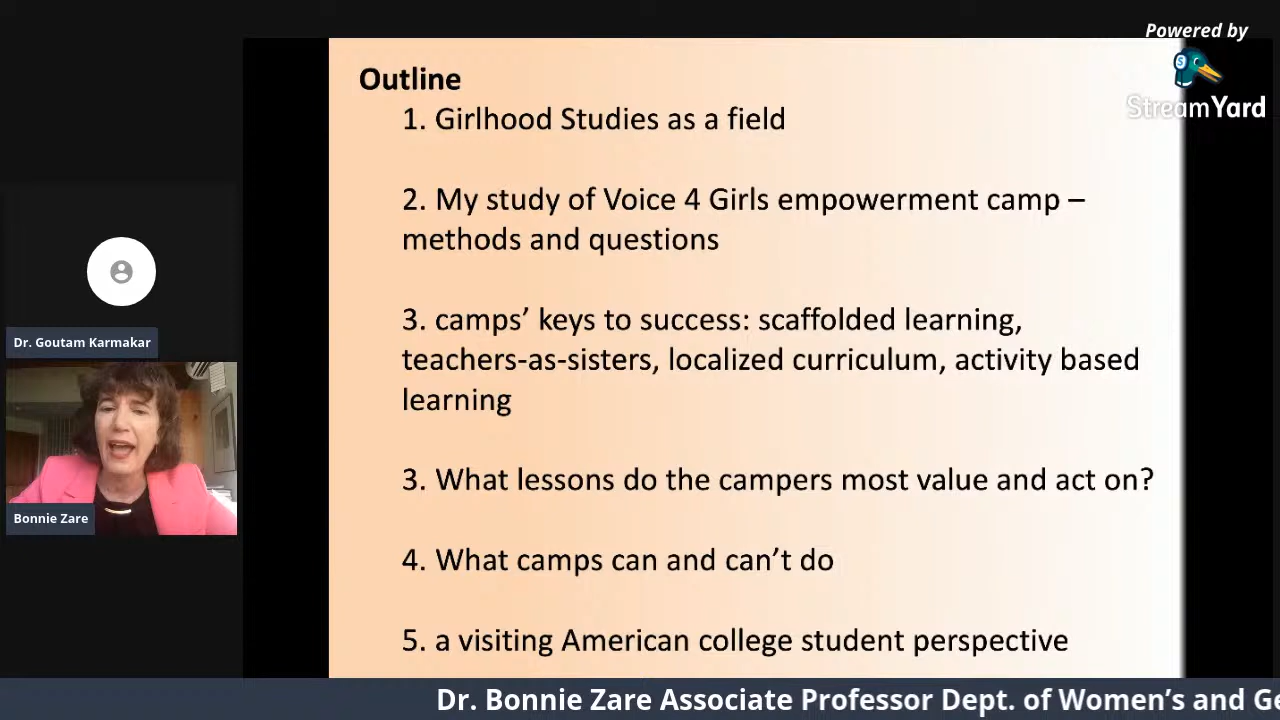 Powered by
StreamYard
Outline
1. Girlhood Studies as a field
2. My study of Voice 4 Girls empowerment camp –
methods and questions
3. camps’ keys to success: scaffolded learning,
teachers-as-sisters, localized curriculum, activity based
learning
3. What lessons do the campers most value and act on?
4. What camps can and can’t do
5. a visiting American college student perspective
Dr. Goutam Karmakar
Bonnie Zare
Dr. Bonnie Zare Associate Professor Dept. of Women’s and Ge